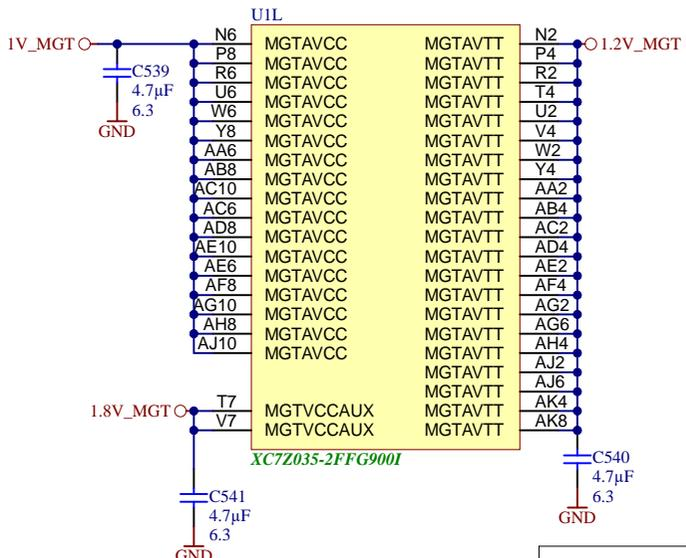 U1L
1V_MGT N6 MGTAVCC MGTAVTT N2 1.2V_MGT
P8 MGTAVCC MGTAVTT P4
R6 MGTAVCC MGTAVTT R2
U6 MGTAVCC MGTAVTT T4
W6 MGTAVCC MGTAVTT U2
Y8 MGTAVCC MGTAVTT V4
AA6 MGTAVCC MGTAVTT W2
AB8 MGTAVCC MGTAVTT Y4
AC10 MGTAVCC MGTAVTT AA2
AC6 MGTAVCC MGTAVTT AB4
AD8 MGTAVCC MGTAVTT AC2
AE10 MGTAVCC MGTAVTT AD4
AE6 MGTAVCC MGTAVTT AE2
AF8 MGTAVCC MGTAVTT AF4
AG10 MGTAVCC MGTAVTT AG2
AH8 MGTAVCC MGTAVTT AG6
AJ10 MGTAVCC MGTAVTT AH4
MGTAVTT AJ2
MGTAVTT AJ6
1.8V_MGT T7 MGTVCCAUX MGTAVTT AK4
V7 MGTVCCAUX MGTAVTT AK8
C539
4.7µF
6.3
GND
XC7Z035-2FFG900I
C540
4.7µF
6.3
GND
C541
4.7µF
6.3
GND